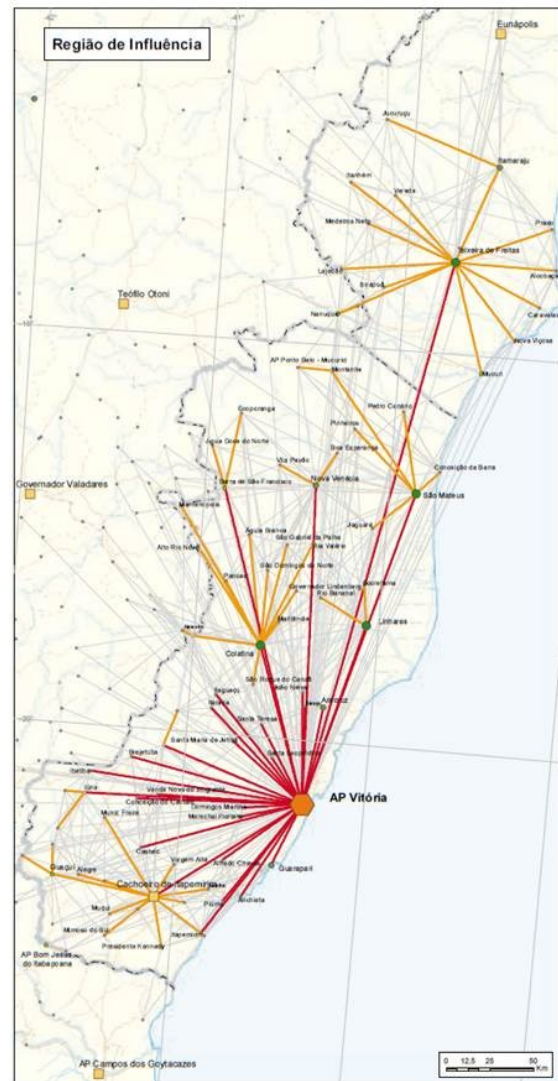 Região de Influência
Eunápolis
Itamaraju
Itanhém
Vereda
Prado
Medeiros Neto
Teixeira de Freitas
Lajedão
Ibirapuã
Alcobaça
Teófilo Otoni
Nanuque
Caravelas
Nova Viçosa
Mucuri
AP Ponto Belo - Mucurici
Montanha
Ecoporanga
Pedro Canário
Pinheiros
Água Doce do Norte
Boa Esperança
Vila Pavão
Conceição da Barra
Governador Valadares
Barra de São Francisco
Nova Venécia
São Mateus
Mantenópolis
Jaguaré
Águia Branca
São Gabriel da Palha
Vila Valério
Alto Rio Novo
São Domingos do Norte
Pancas
Governador Lindenberg
Sooretama
Rio Bananal
Marilândia
Linhares
Colatina
São Roque do Canaã
João Neiva
Itaguaçu
Aracruz
Itarana
Santa Teresa
Santa Maria de Jetibá
Santa Leopoldina
Brejetuba
Ibatiba
Iúna
Venda Nova do Imigrante
Conceição do Castelo
AP Vitória
Domingos Martins
Muniz Freire
Marechal Floriano
Castelo
Vargem Alta
Alfredo Chaves
Guarapari
Guaçuí
Alegre
Cachoeiro de Itapemirim
Anchieta
Piúma
Muqui
Mimoso do Sul
Itapemirim
Presidente Kennedy
AP Bom Jesus
do Itabapoana
AP Campos dos Goytacazes
0 12,5 25 50
Km